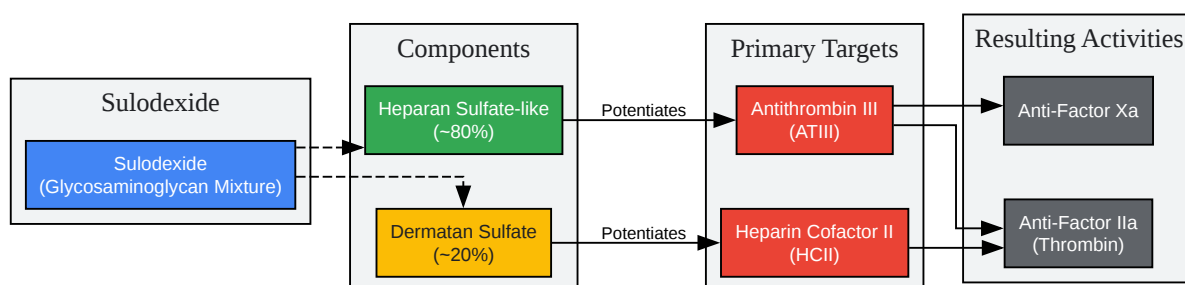 Sulodexide
Sulodexide
(Glycosaminoglycan Mixture)
Components
Heparan Sulfate-like
(~80%)
Dermatan Sulfate
(~20%)
Potentiates
Potentiates
Primary Targets
Antithrombin III
(ATIII)
Heparin Cofactor II
(HCII)
Resulting Activities
Anti-Factor Xa
Anti-Factor IIa
(Thrombin)